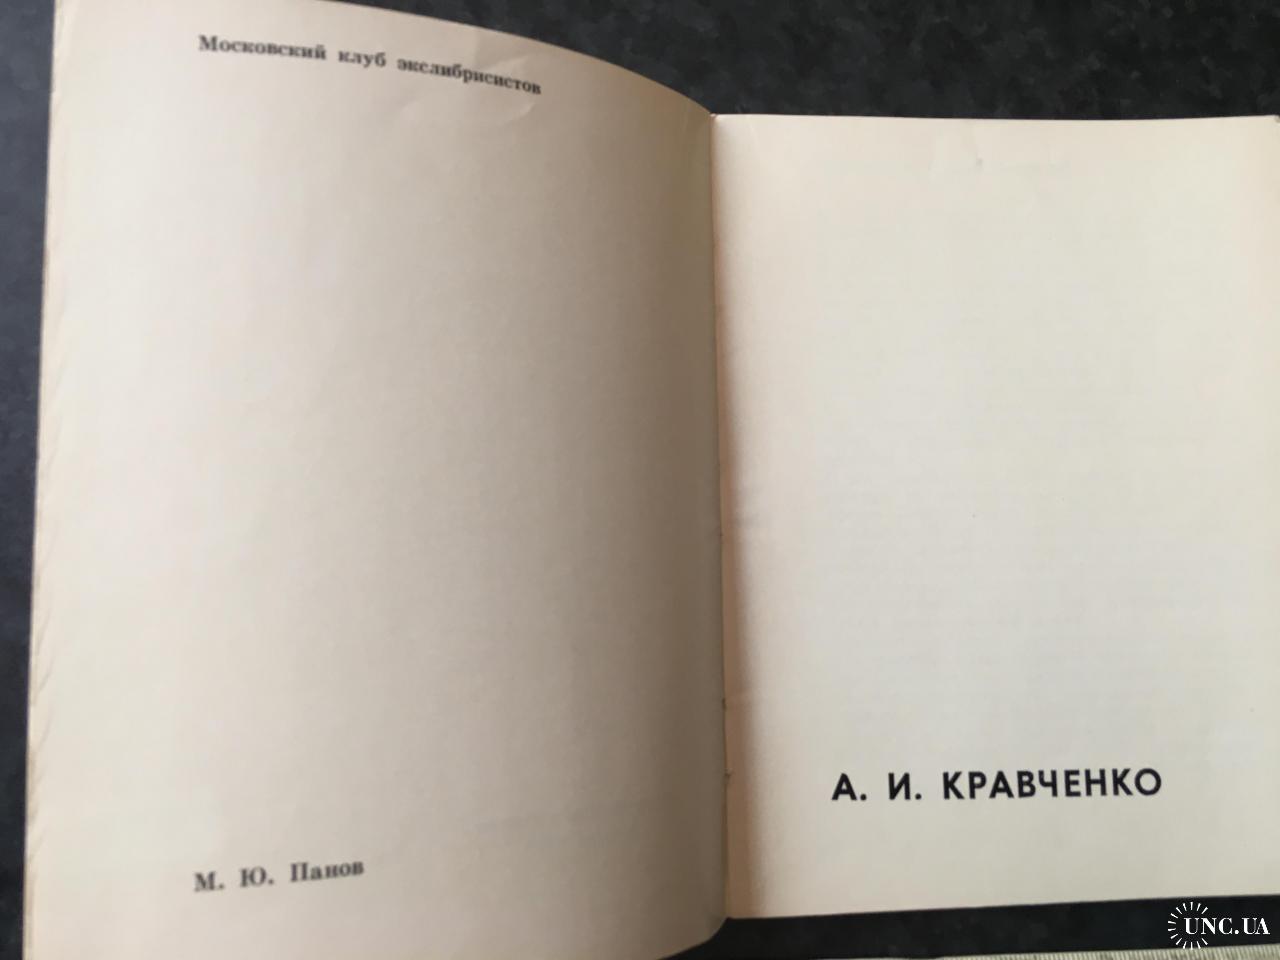 Московский клуб экслибрисистов
М. Ю. Панов
А. И. КРАВЧЕНКО
UNC.UA